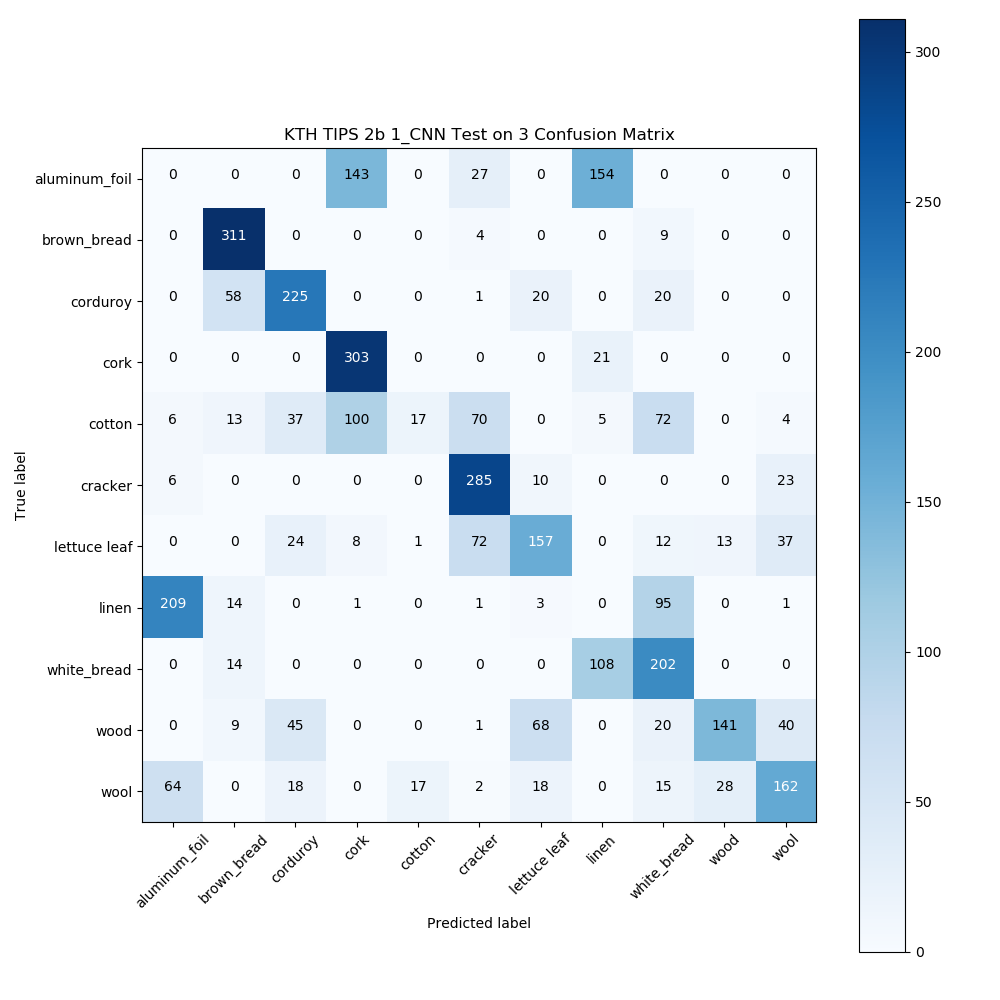 KTH TIPS 2b 1_CNN Test on 3 Confusion Matrix
aluminum_foil 0 0 0 143 0 27 0 154 0 0 0
brown_bread 0 311 0 0 0 4 0 0 9 0 0
corduroy 0 58 225 0 0 1 20 0 20 0 0
cork 0 0 0 303 0 0 0 21 0 0 0
cotton 6 13 37 100 17 70 0 5 72 0 4
cracker 6 0 0 0 0 285 10 0 0 0 23
lettuce leaf 0 0 24 8 1 72 157 0 12 13 37
linen 209 14 0 1 0 1 3 0 95 0 1
white_bread 0 14 0 0 0 0 0 108 202 0 0
wood 0 9 45 0 0 1 68 0 20 141 40
wool 64 0 18 0 17 2 18 0 15 28 162
aluminum_foil brown_bread corduroy cork cotton cracker lettuce leaf linen white_bread wood wool
Predicted label
True label
300
250
200
150
100
50
0